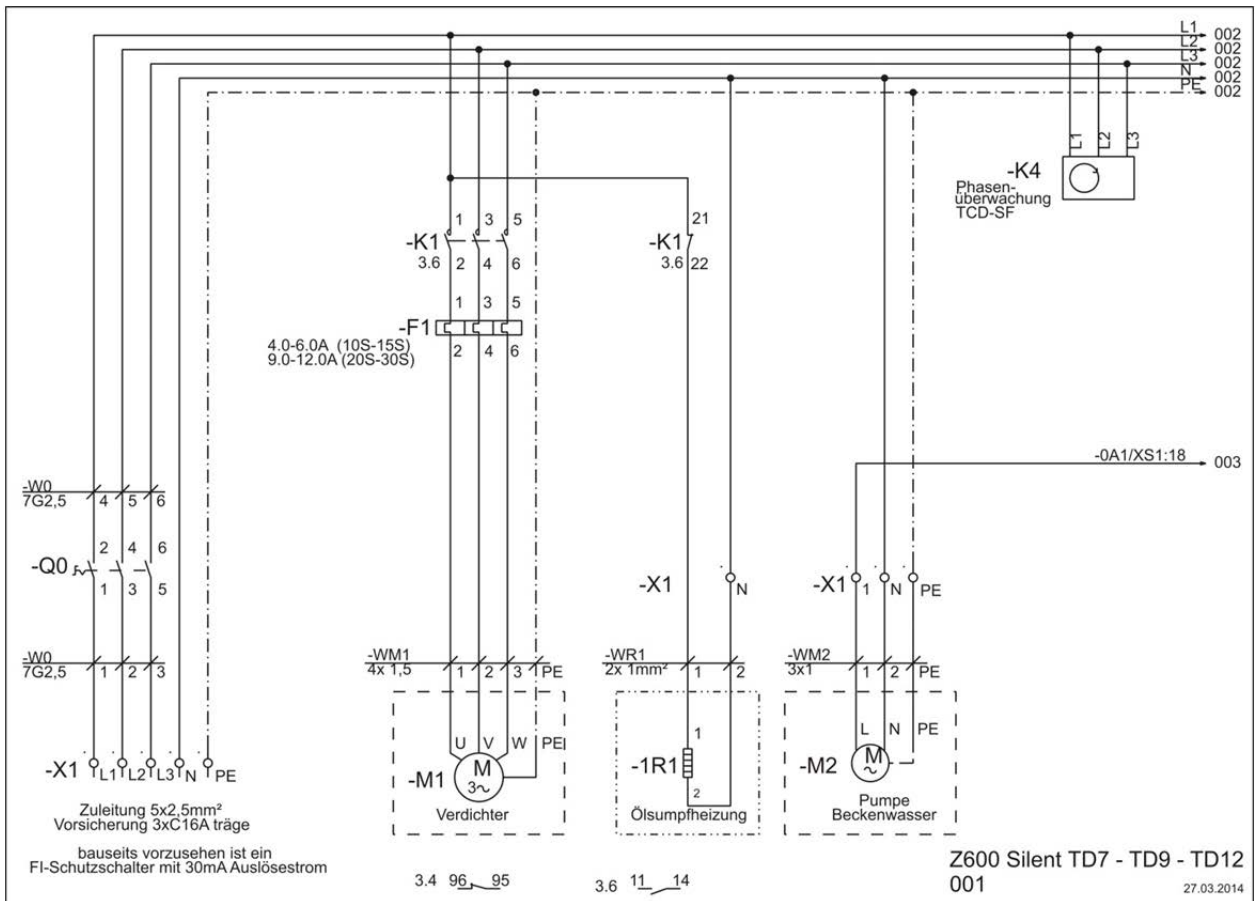 L1 002
L2 002
L3 002
N 002
PE 002
L1 L2 L3
-K4
Phasen-
überwachung
TCD-SF
1 3 5
-K1
3.6 2 4 6
21
-K1
3.6 22
1 3 5
-F1
4.0-6.0A (10S-15S)
9.0-12.0A (20S-30S)
2 4 6
-0A1/XS1:18 003
-W0
7G2,5 4 5 6
2 4 6
-Q0
1 3 5
-X1 N
-X1 1 N PE
-W0
7G2,5 1 2 3
-WM1
4x 1,5 1 2 3 PE
-WR1
2x 1mm² 1 2
-WM2
3x1 1 2 PE
U V W PE
-M1 M
3~
Verdichter
1
-1R1
2
Ölsumpfheizung
L N PE
-M2 M
Pumpe
Beckenwasser
-X1 L1 L2 L3 N PE
Zuleitung 5x2,5mm²
Vorsicherung 3xC16A träge
bauseits vorzusehen ist ein
FI-Schutzschalter mit 30mA Auslösestrom
3.4 96 95
3.6 11 14
Z600 Silent TD7 - TD9 - TD12
001 27.03.2014